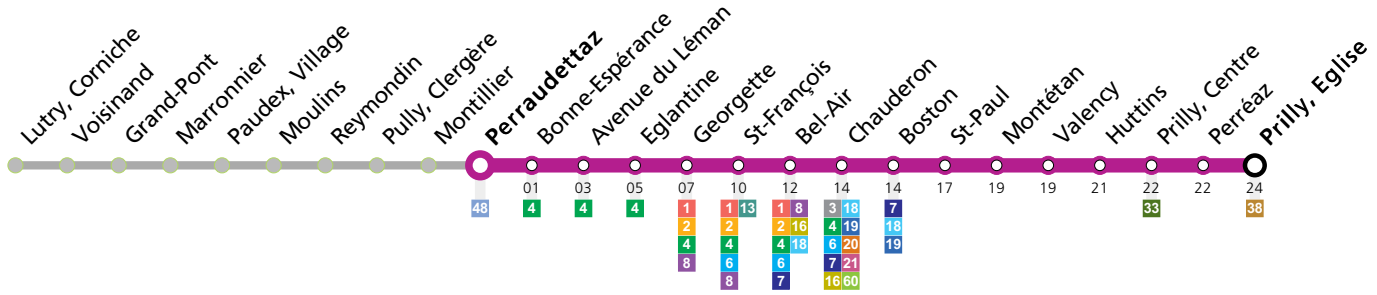 Lutry, Corniche
Voisinand
Grand-Pont
Marronnier
Paudex, Village
Moulins
Reymondin
Pully, Clergère
Montillier
Perraudettaz
Bonne-Espérance
Avenue du Léman
Eglantine
Georgette
St-François
Bel-Air
Chauderon
Boston
St-Paul
Montétan
Valency
Huttins
Prilly, Centre
Perréaz
Prilly, Eglise
01 03 05 07 10 12 14 14 17 19 19 21 22 22 24
48 4 4 4 1 1 13 1 8 3 18 7 33 38
2 2 2 16 4 19 18
4 4 4 18 6 20 19
8 6 6 7 21
8 7 16 60